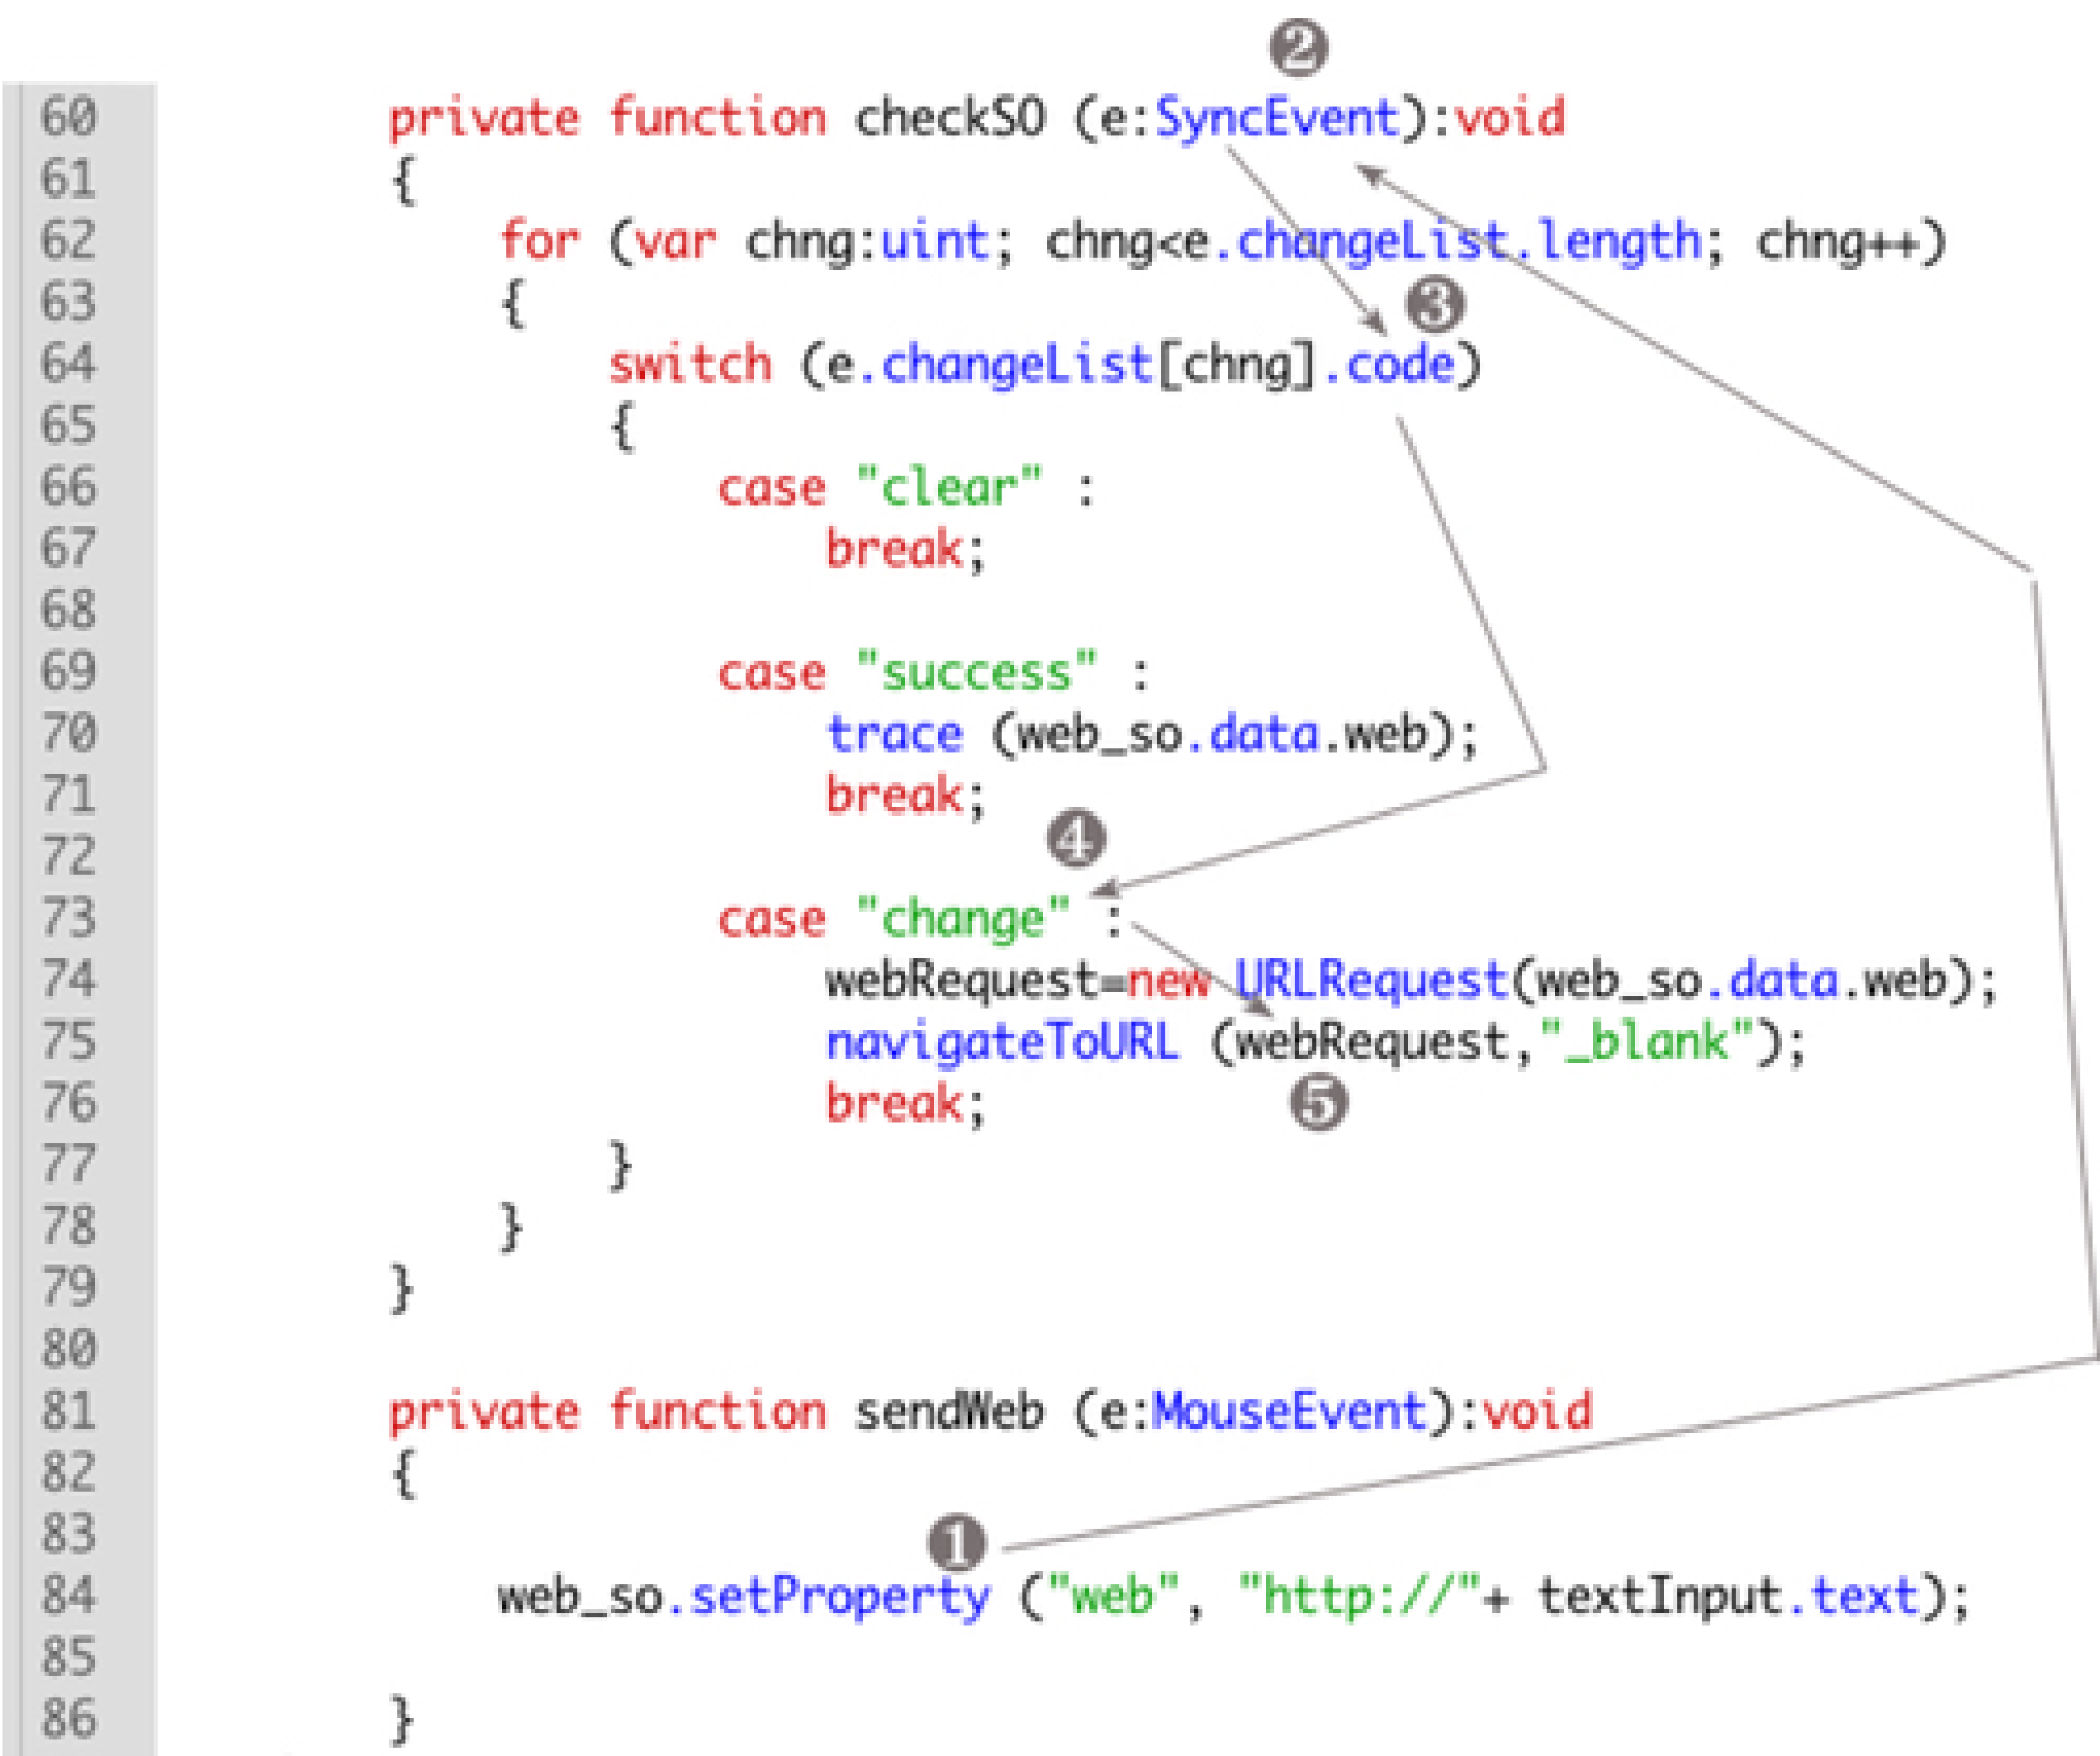 ❷
60 private function checkSO (e:SyncEvent):void
61 {
62 for (var chng:uint; chng<e.changeList.length; chng++)
63 { ❸
64 switch (e.changeList[chng].code)
65 {
66 case "clear" :
67 break;
68
69 case "success" :
70 trace (web_so.data.web);
71 break;
72 ❹
73 case "change" :
74 webRequest=new URLRequest(web_so.data.web);
75 navigateToURL (webRequest,"_blank");
76 break; ❺
77 }
78 }
79 }
80
81 private function sendWeb (e:MouseEvent):void
82 {
83 ❶
84 web_so.setProperty ("web", "http://"+ textInput.text);
85
86 }